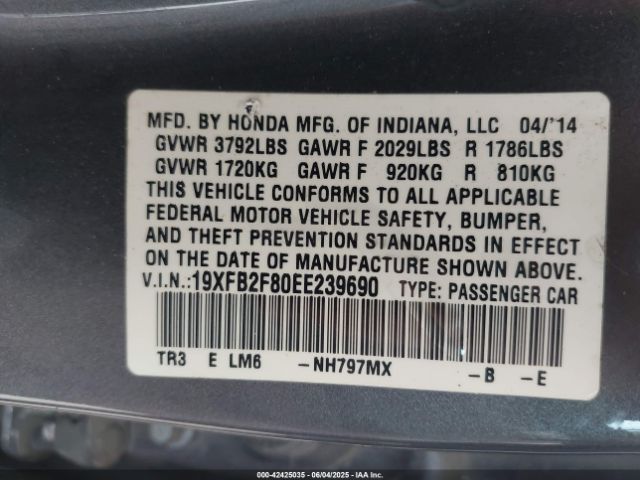 MFD. BY HONDA MFG. OF INDIANA, LLC 04/'14
GVWR 3792LBS GAWR F 2029LBS R 1786LBS
GVWR 1720KG GAWR F 920KG R 810KG
THIS VEHICLE CONFORMS TO ALL APPLICABLE
FEDERAL MOTOR VEHICLE SAFETY, BUMPER,
AND THEFT PREVENTION STANDARDS IN EFFECT
ON THE DATE OF MANUFACTURE SHOWN ABOVE.
V.I.N.:19XFB2F80EE239690 TYPE: PASSENGER CAR
TR3 E LM6 -NH797MX -B -E
000-42425035 - 06/04/2025 - IAA Inc.